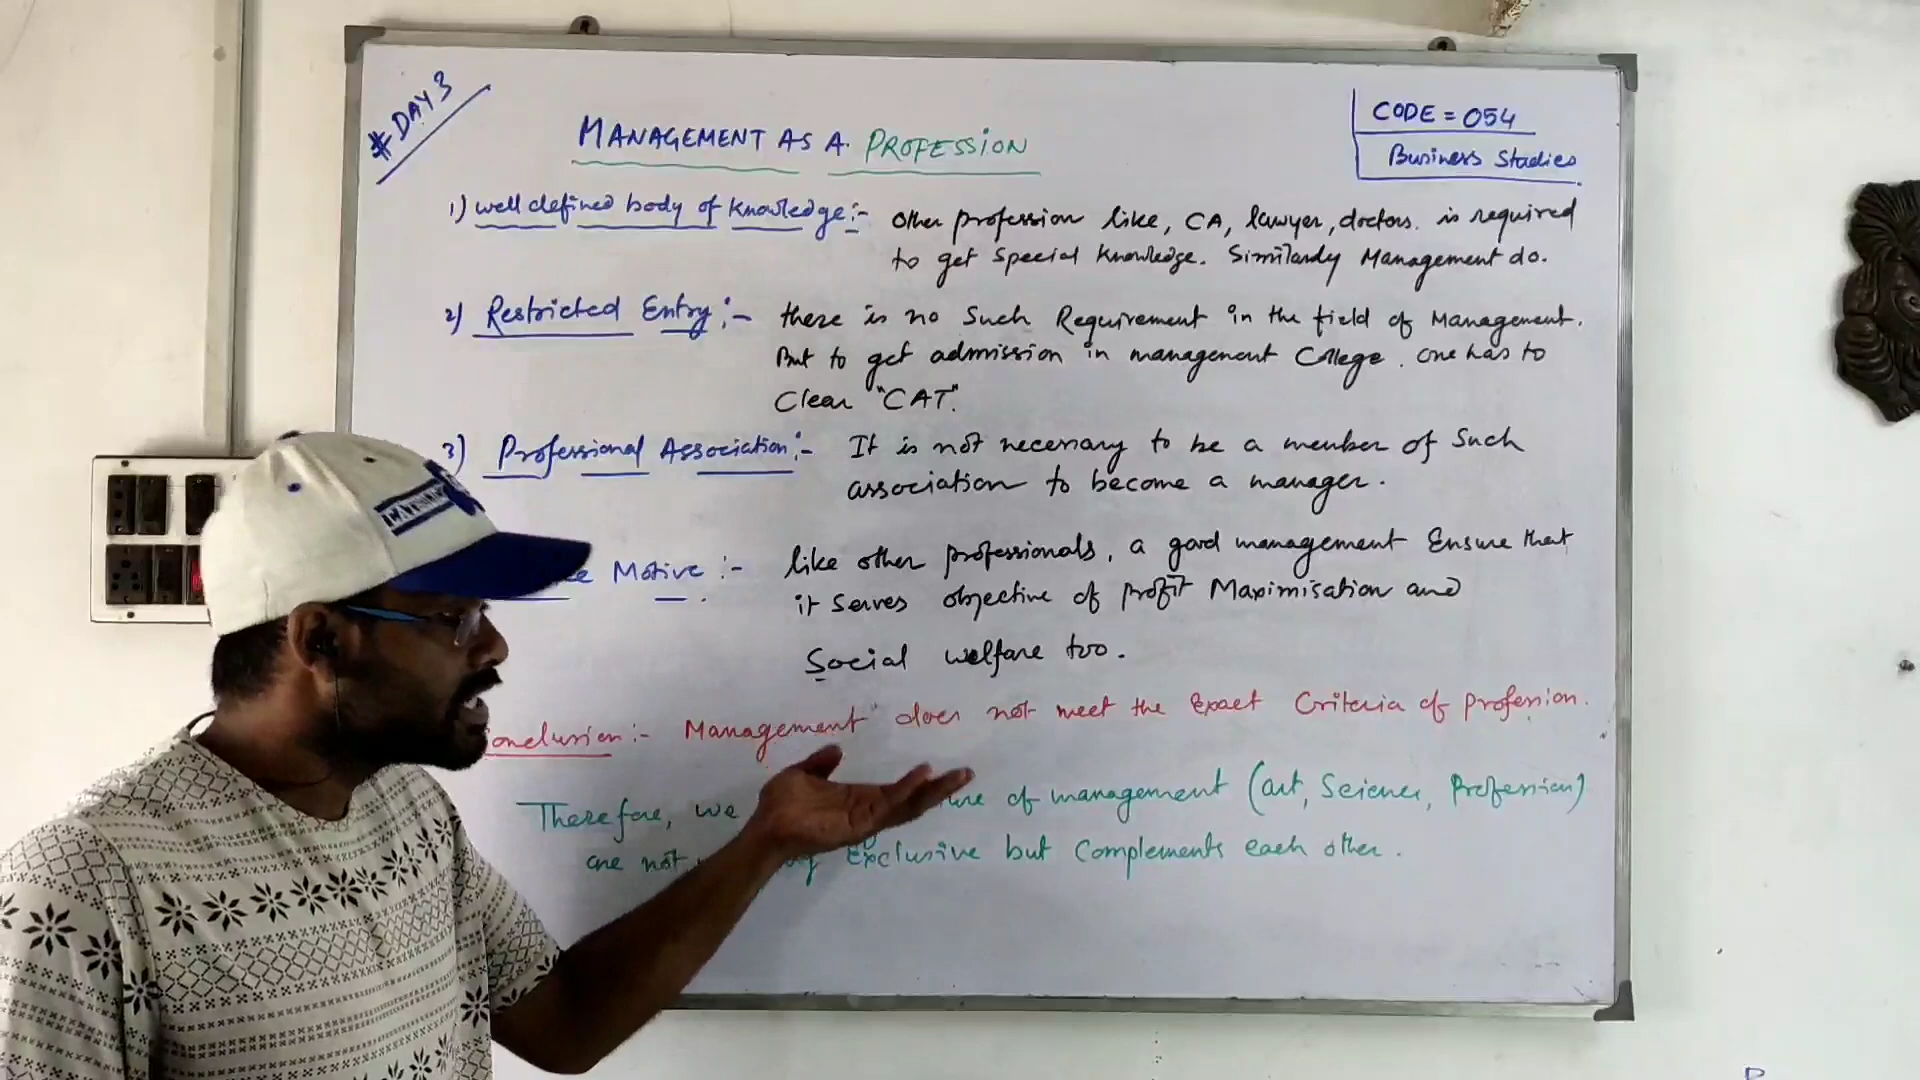 #DAY 3
MANAGEMENT AS A. PROFESSION
CODE = 054
Business Studies
1) well defined body of Knowledge:- other profession like, CA, lawyer, doctors. is required
to get special knowledge. Similardy Management do.
2) Restricted Entry:- there is no Such Requirement in the field of Management.
But to get admission in management College. one has to
Clear "CAT".
3) Professional Association:- It is not necessary to be a member of Such
association to become a manager.
Motive :- like other professionals, a good management Ensure that
it serves objective of profit Maximisation and
Social welfare too.
onclusion:- Management" does not meet the Exact Criteria of profession.
Therefore, we of management (art, Science, Profession)
are not Exclusive but Complements each other.